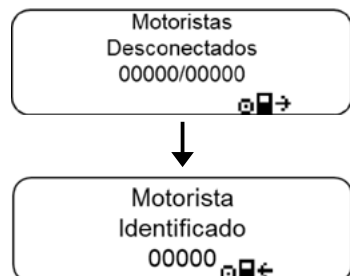 Motoristas
Desconectados
00000/00000
Motorista
Identificado
00000